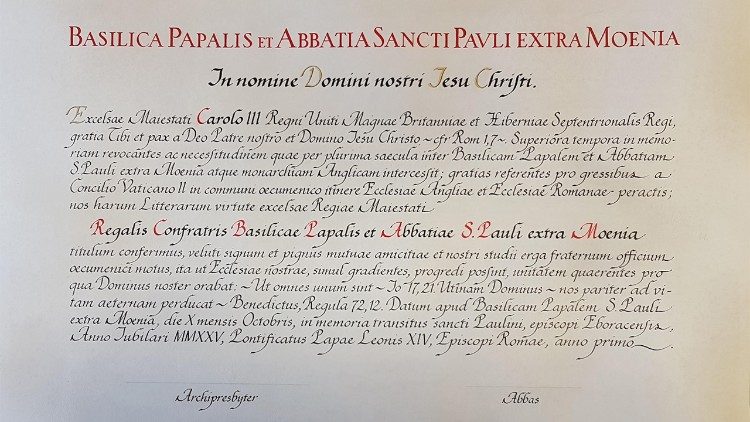 BASILICA PAPALIS ET ABBATIA SANCTI PAVLI EXTRA MOENIA
In nomine Domini nostri Jesu Chriſti.
Excelsae Maiestati Carolo III Regni Uniti Magnae Britanniae et Hiberniae Septentrionalis Regi,
gratia Tibi et pax a Deo Patre noſtro et Domino Ieſu Chriſto ~ cfr Rom 1,7 ~. Superiora tempora in memo-
riam revocantes ac necesſitudinem quae per plurima saecula inter Basilicam Papalem et Abbatiam
S. Pauli extra Moenia atque monarchiam Anglicam interceſſit; gratias referentes pro gressibus a
Concilio Vaticano II in communi œcumenico itinere Ecclesiae Angliae et Ecclesiae Romanae peractis;
nos harum Litterarum virtute excelsae Regiae Maiestati
Regalis Confratris Basilicae Papalis et Abbatiae S. Pauli extra Moenia
titulum conferimus, veluti signum et pignus mutuae amicitiae et nostri studii erga fraternum officium
œcumenici motus, ita ut Ecclesiae nostrae, simul gradientes, progredi posſint, unitatem quaerentes pro
qua Dominus noster orabat: ~ Ut omnes unum sint ~ Io 17,21. Utinam Dominus ~ nos pariter ad vi-
tam aeternam perducat ~ Benedictus, Regula 72,12. Datum apud Basilicam Papalem S. Pauli
extra Moenia, die X mensis Octobris, in memoria transitus sancti Paulini, episcopi Eboracensis,
Anno Iubilari MMXXV, Pontificatus Papae Leonis XIV, Episcopi Romae, anno primo
Archipresbyter
Abbas